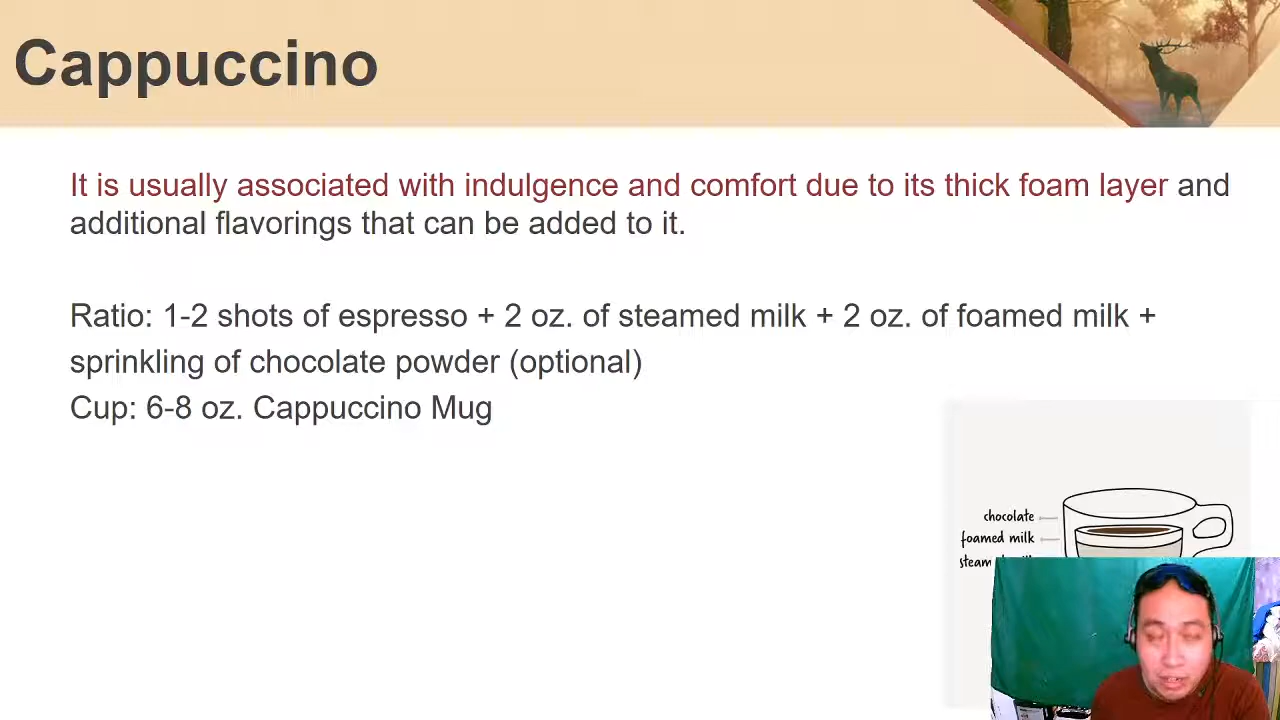 Cappuccino
It is usually associated with indulgence and comfort due to its thick foam layer and
additional flavorings that can be added to it.
Ratio: 1-2 shots of espresso + 2 oz. of steamed milk + 2 oz. of foamed milk +
sprinkling of chocolate powder (optional)
Cup: 6-8 oz. Cappuccino Mug
chocolate
foamed milk